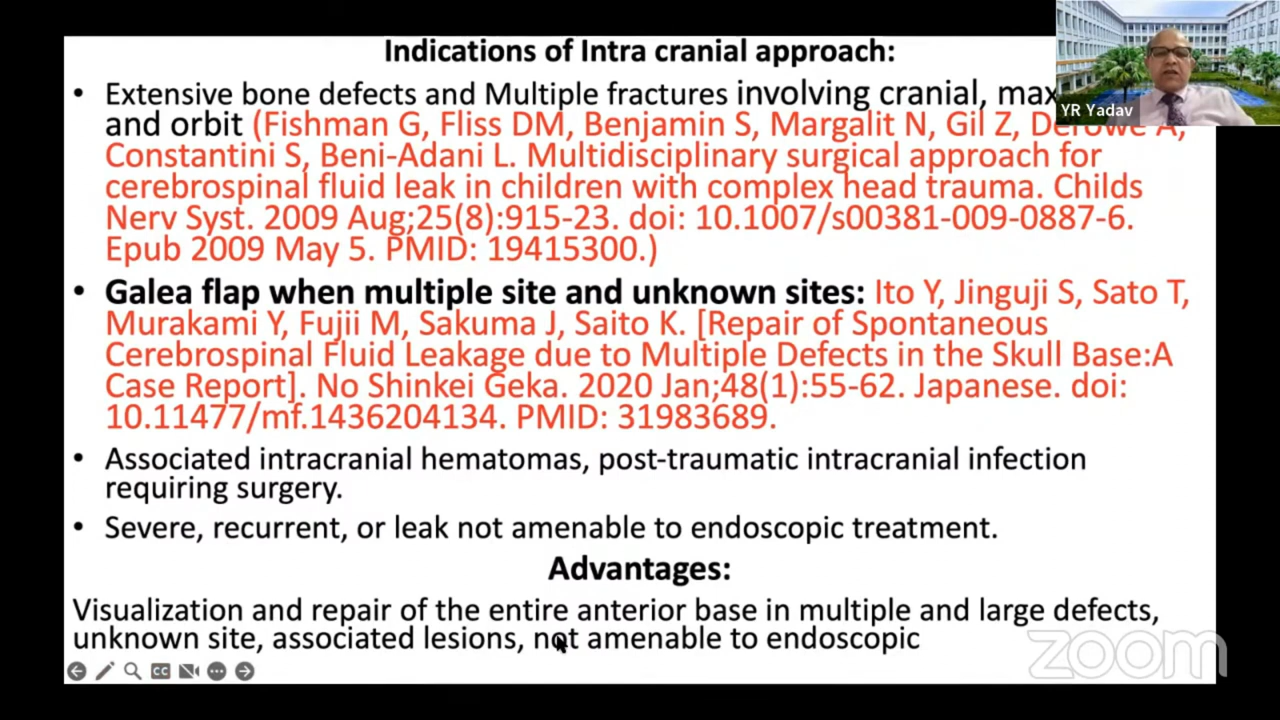 Indications of Intra cranial approach:
• Extensive bone defects and Multiple fractures involving cranial, max
and orbit (Fishman G, Fliss DM, Benjamin S, Margalit N, Gil Z, Derowe A,
Constantini S, Beni-Adani L. Multidisciplinary surgical approach for
cerebrospinal fluid leak in children with complex head trauma. Childs
Nerv Syst. 2009 Aug;25(8):915-23. doi: 10.1007/s00381-009-0887-6.
Epub 2009 May 5. PMID: 19415300.)
• Galea flap when multiple site and unknown sites: Ito Y, Jinguji S, Sato T,
Murakami Y, Fujii M, Sakuma J, Saito K. [Repair of Spontaneous
Cerebrospinal Fluid Leakage due to Multiple Defects in the Skull Base:A
Case Report]. No Shinkei Geka. 2020 Jan;48(1):55-62. Japanese. doi:
10.11477/mf.1436204134. PMID: 31983689.
• Associated intracranial hematomas, post-traumatic intracranial infection
requiring surgery.
• Severe, recurrent, or leak not amenable to endoscopic treatment.
Advantages:
Visualization and repair of the entire anterior base in multiple and large defects,
unknown site, associated lesions, not amenable to endoscopic
YR Yadav
CC
zoom